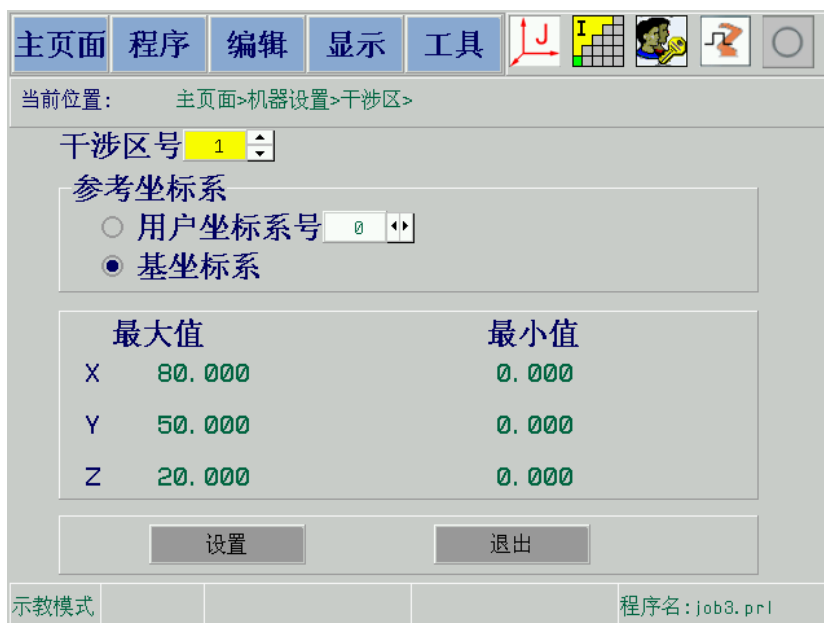 主页面 程序 编辑 显示 工具 J I
当前位置: 主页面>机器设置>干涉区>
干涉区号 1
参考坐标系
用户坐标系号 0
基坐标系
最大值 最小值
X 80.000 0.000
Y 50.000 0.000
Z 20.000 0.000
设置 退出
示教模式 程序名:job3.prl